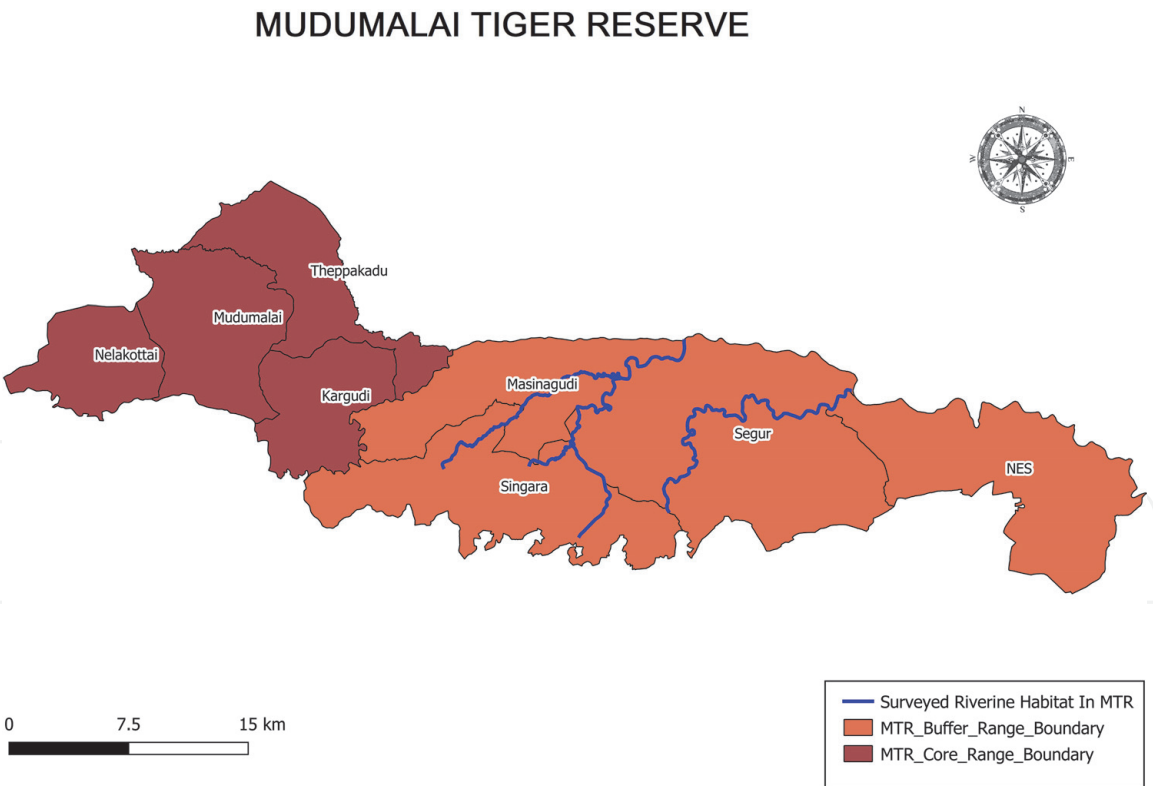 MUDUMALAI TIGER RESERVE
N
W
E
S
Theppakadu
Mudumalai
Nelakottai
Kargudi
Masinagudi
Segur
NES
Singara
0 7.5 15 km
Surveyed Riverine Habitat In MTR
MTR_Buffer_Range_Boundary
MTR_Core_Range_Boundary